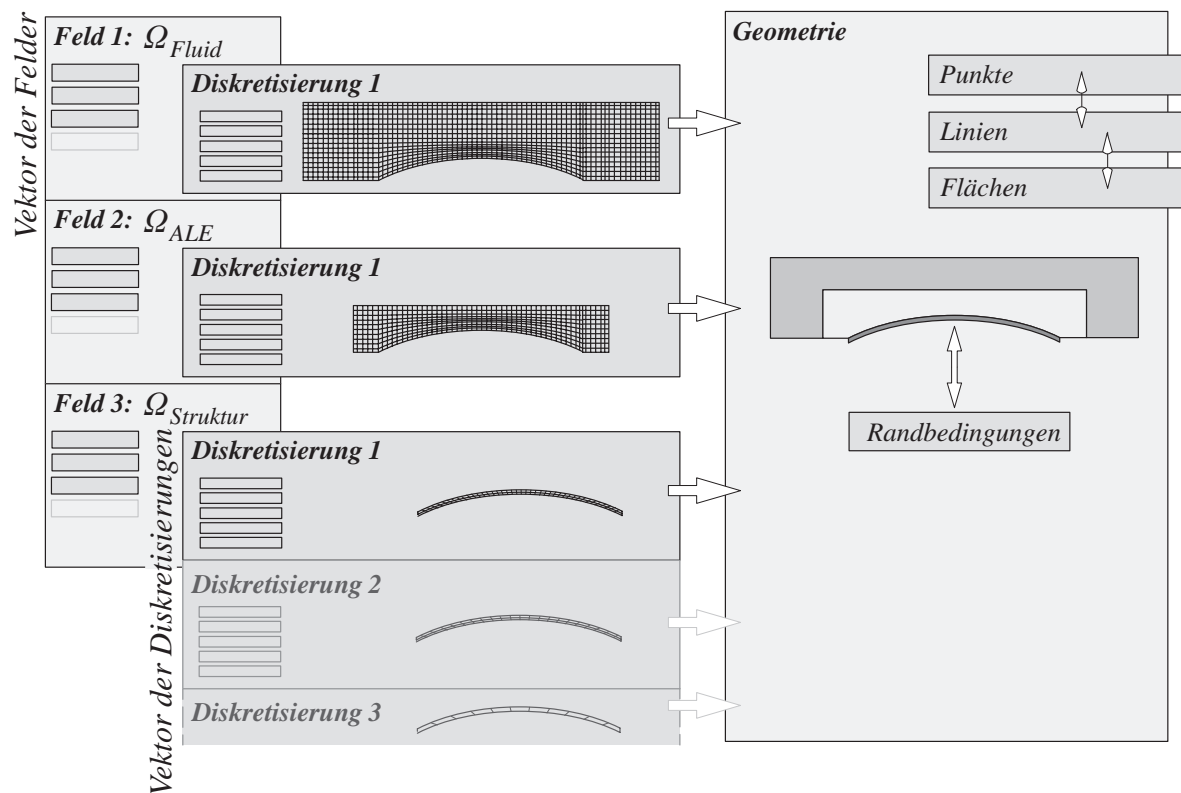 Vektor der Felder
Feld 1: Ω_Fluid
Diskretisierung 1
Feld 2: Ω_ALE
Diskretisierung 1
Feld 3: Ω_Struktur
Vektor der Diskretisierungen
Diskretisierung 1
Diskretisierung 2
Diskretisierung 3
Geometrie
Punkte
Linien
Flächen
Randbedingungen